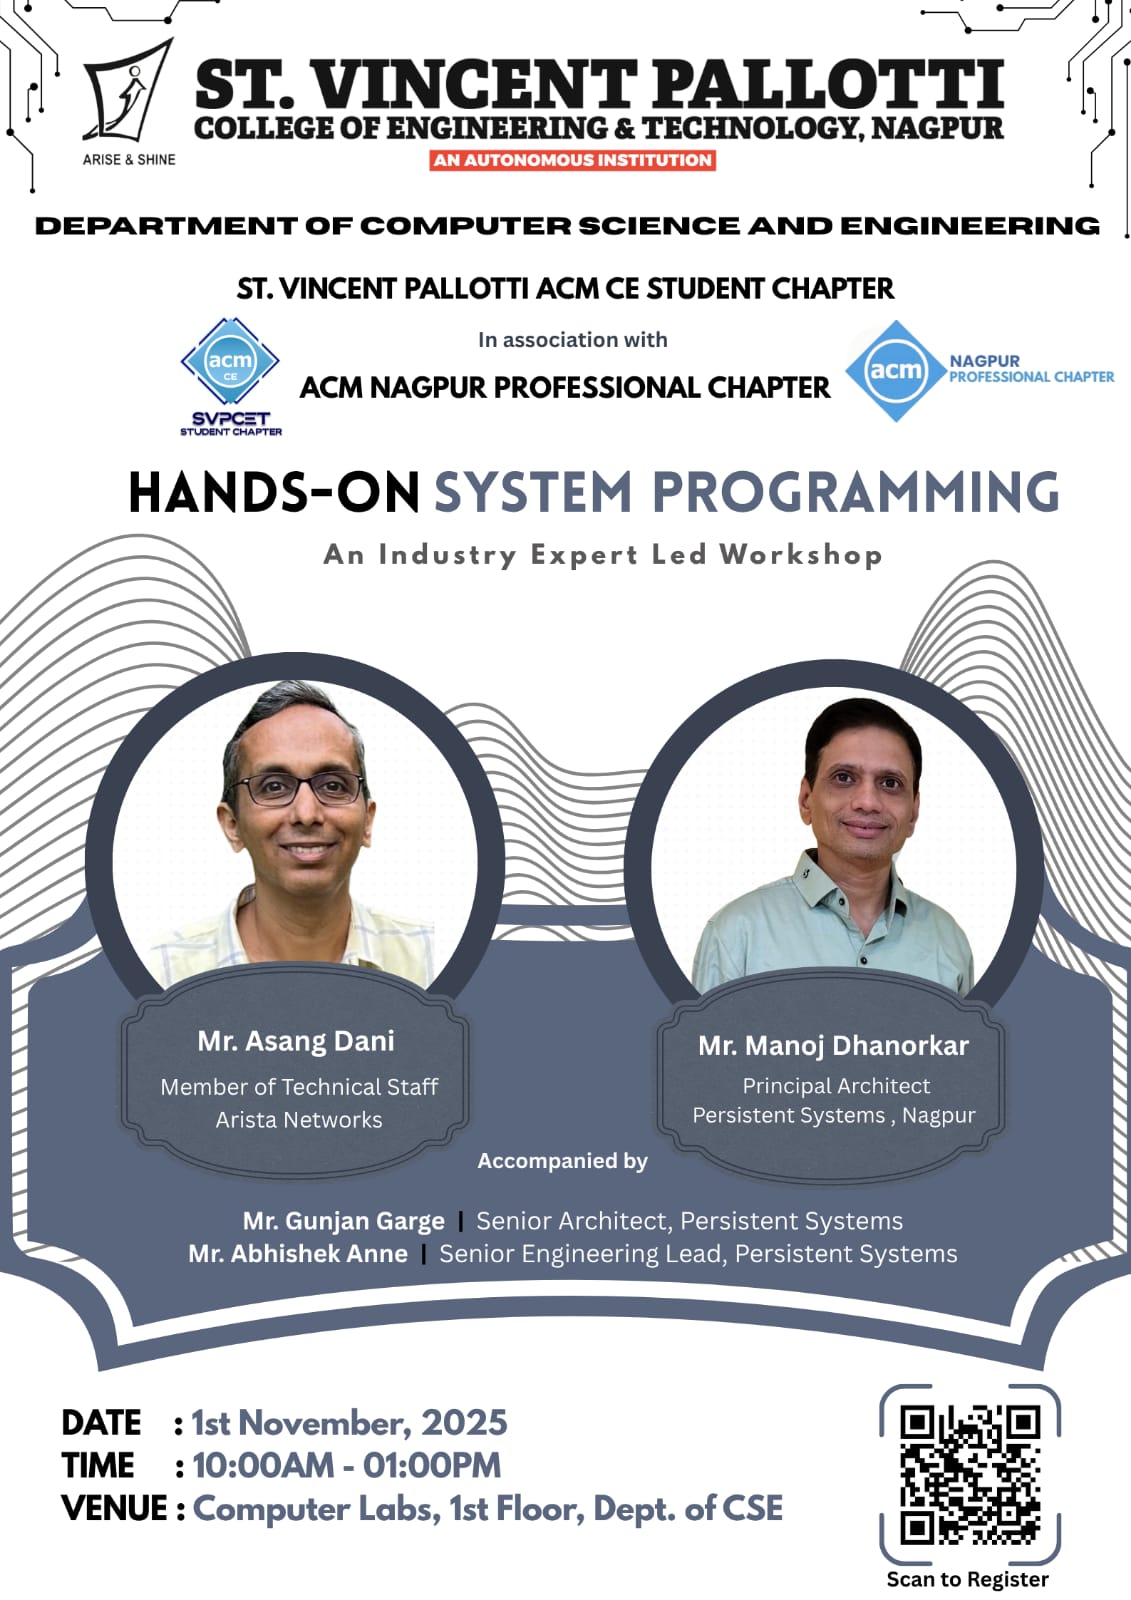 ARISE & SHINE
ST. VINCENT PALLOTTI
COLLEGE OF ENGINEERING & TECHNOLOGY, NAGPUR
AN AUTONOMOUS INSTITUTION
DEPARTMENT OF COMPUTER SCIENCE AND ENGINEERING
ST. VINCENT PALLOTTI ACM CE STUDENT CHAPTER
In association with
ACM NAGPUR PROFESSIONAL CHAPTER
acm
CE
SVPCET
STUDENT CHAPTER
acm
NAGPUR
PROFESSIONAL CHAPTER
HANDS-ON SYSTEM PROGRAMMING
An Industry Expert Led Workshop
Mr. Asang Dani
Member of Technical Staff
Arista Networks
Mr. Manoj Dhanorkar
Principal Architect
Persistent Systems , Nagpur
Accompanied by
Mr. Gunjan Garge | Senior Architect, Persistent Systems
Mr. Abhishek Anne | Senior Engineering Lead, Persistent Systems
DATE : 1st November, 2025
TIME : 10:00AM - 01:00PM
VENUE : Computer Labs, 1st Floor, Dept. of CSE
Scan to Register